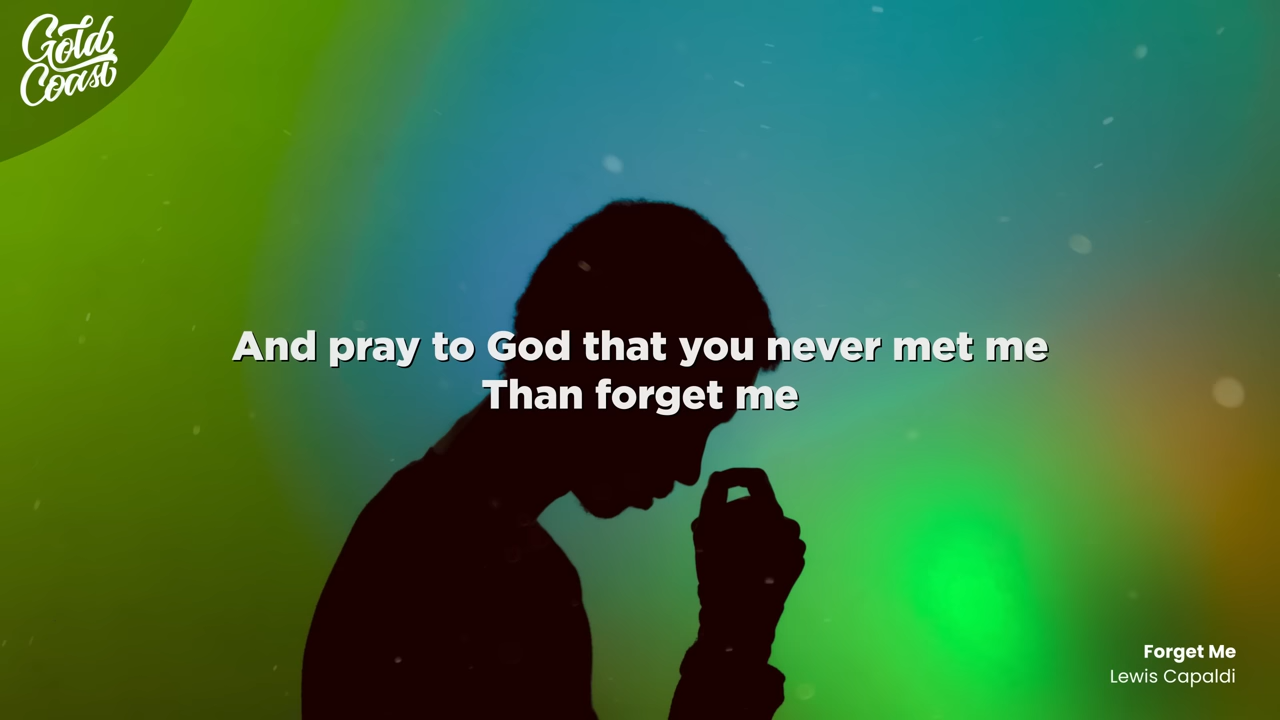 Gold
Coast
And pray to God that you never met me
Than forget me
Forget Me
Lewis Capaldi